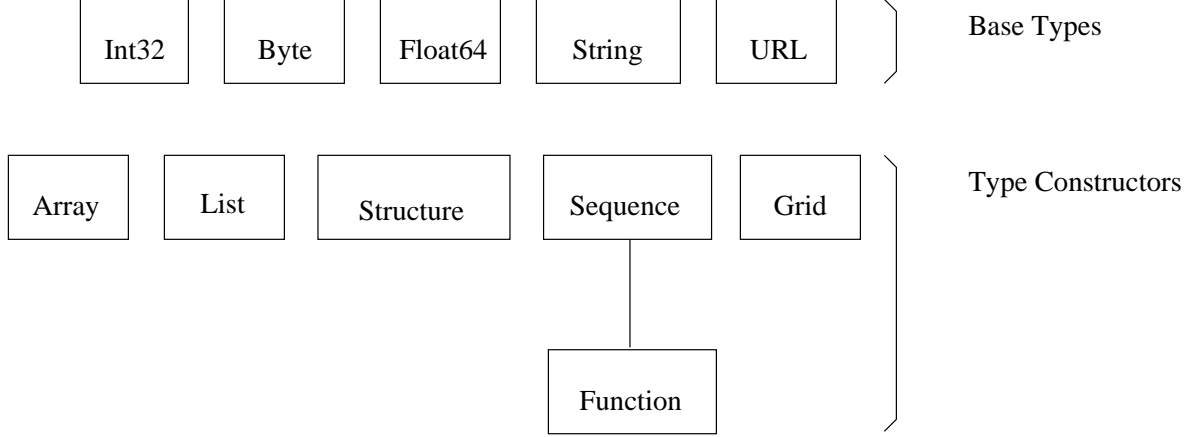 Int32 Byte Float64 String URL Base Types
Array List Structure Sequence Grid Type Constructors
Function